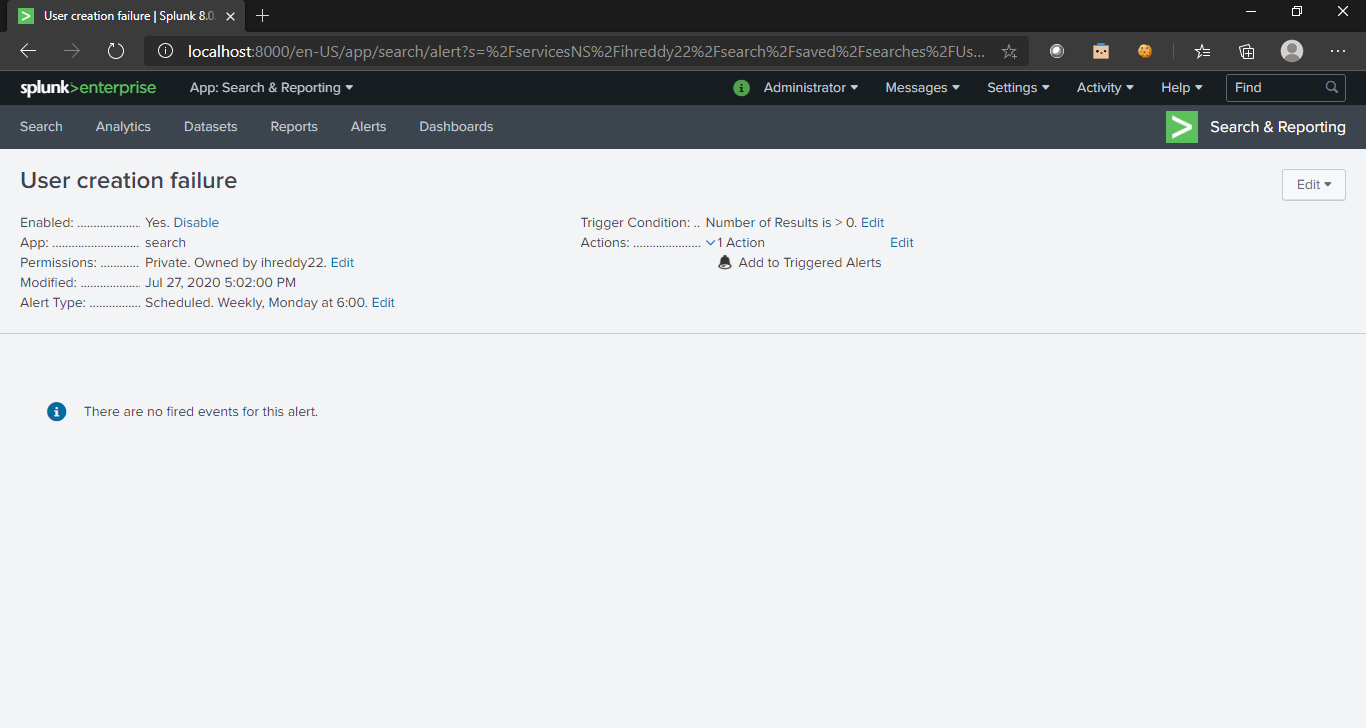 User creation failure | Splunk 8.0.
localhost:8000/en-US/app/search/alert?s=%2FservicesNS%2Fihreddy22%2Fsearch%2Fsaved%2Fsearches%2FUs...
splunk>enterprise App: Search & Reporting Administrator Messages Settings Activity Help Find
Search Analytics Datasets Reports Alerts Dashboards Search & Reporting
User creation failure
Edit
Enabled: ................... Yes. Disable
App: .......................... search
Permissions: ............ Private. Owned by ihreddy22. Edit
Modified: .................. Jul 27, 2020 5:02:00 PM
Alert Type: ................ Scheduled. Weekly, Monday at 6:00. Edit
Trigger Condition: .. Number of Results is > 0. Edit
Actions: ..................... 1 Action Edit
Add to Triggered Alerts
There are no fired events for this alert.